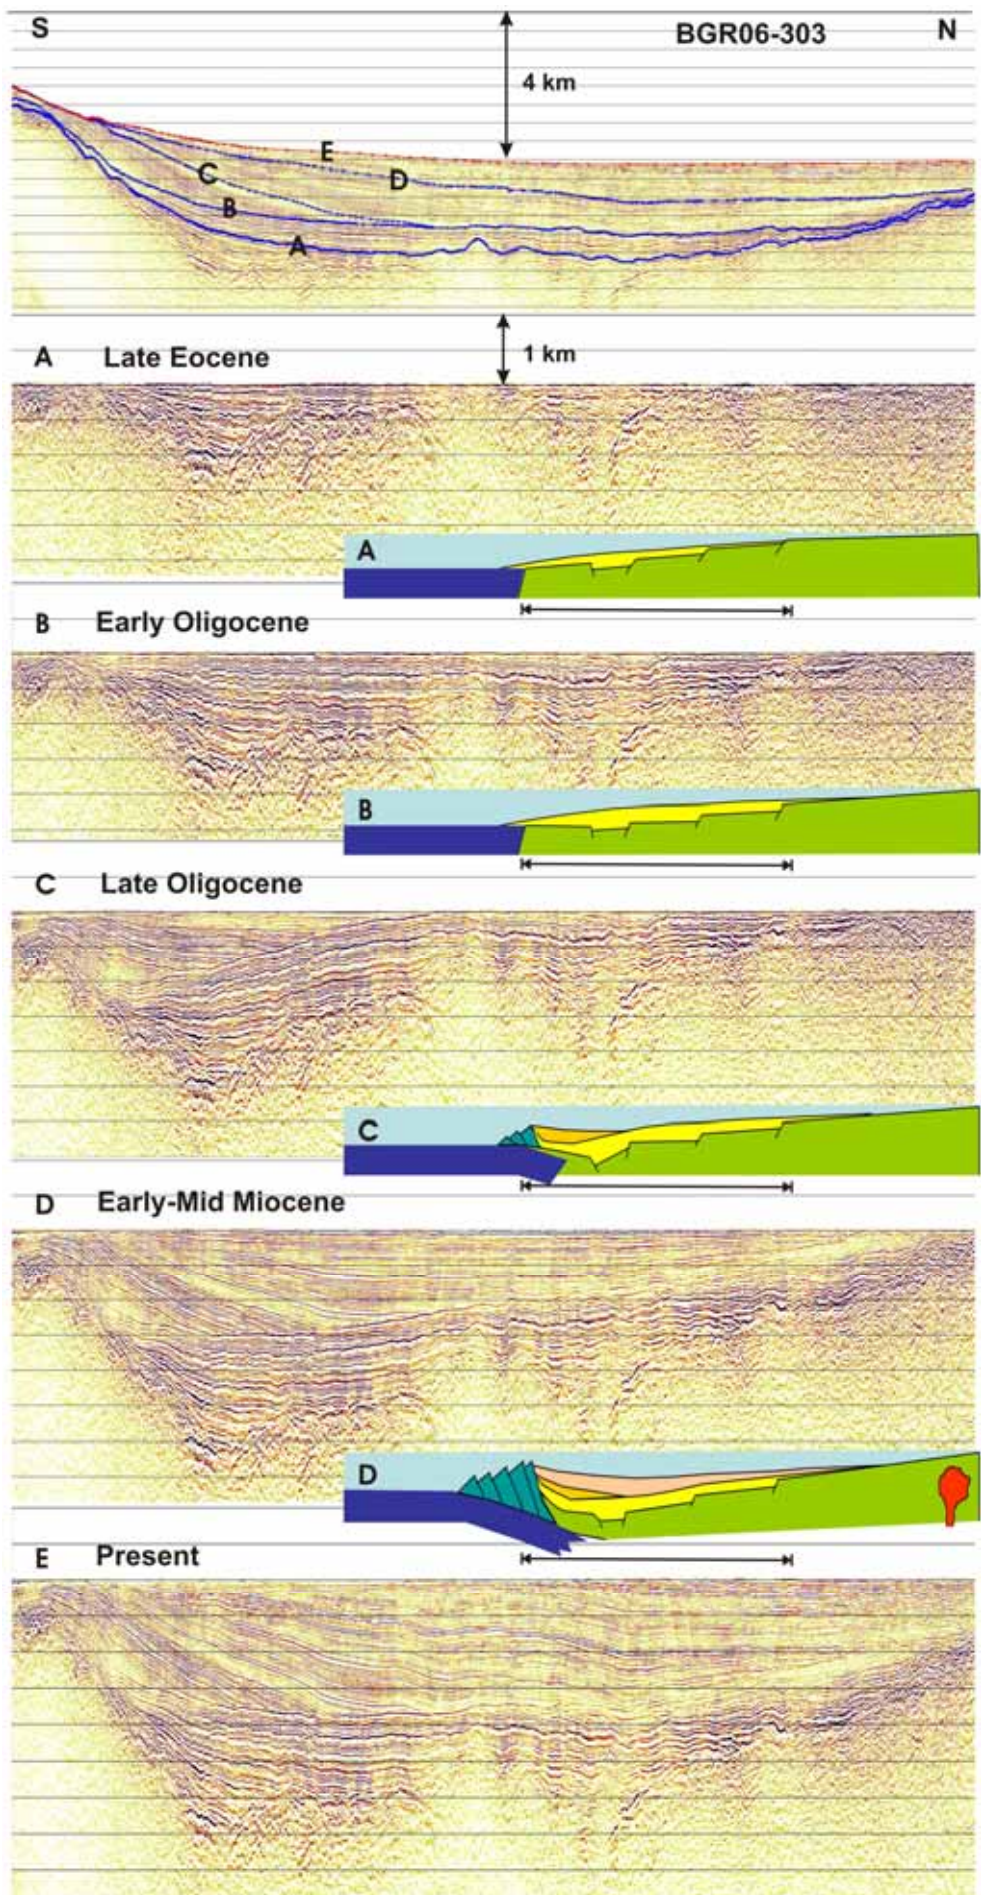 S BGR06-303 N
4 km
E
D
C
B
A
1 km
A Late Eocene
A
B Early Oligocene
B
C Late Oligocene
C
D Early-Mid Miocene
D
E Present